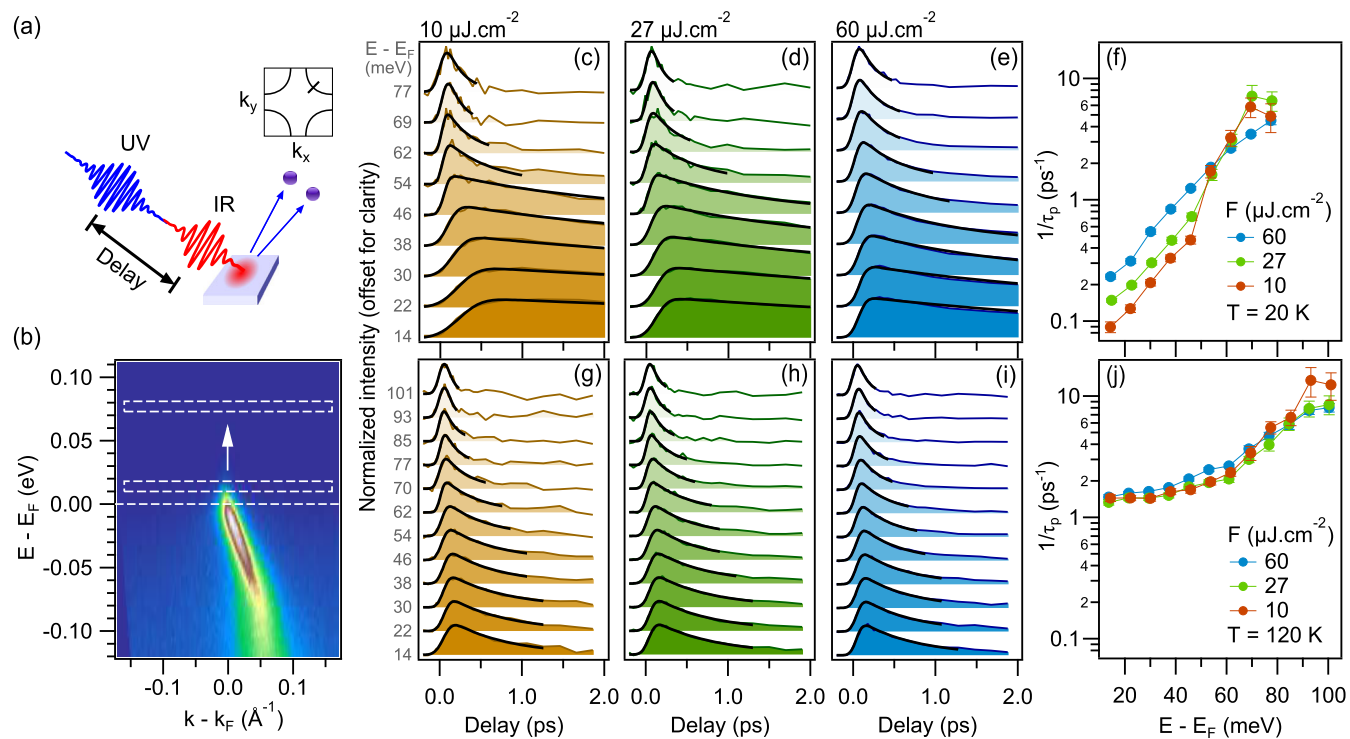 (a)
UV
IR
Delay
k_y
k_x
(b)
0.10
0.05
0.00
-0.05
-0.10
E - E_F (eV)
-0.1
0.0
0.1
k - k_F (Å⁻¹)
10 µJ.cm⁻²
27 µJ.cm⁻²
60 µJ.cm⁻²
E - E_F
(meV)
Normalized intensity (offset for clarity)
(c)
77
69
62
54
46
38
30
22
14
(d)
(e)
(g)
101
93
85
77
70
62
54
46
38
30
22
14
0.0
1.0
2.0
Delay (ps)
(h)
0.0
1.0
2.0
Delay (ps)
(i)
0.0
1.0
2.0
Delay (ps)
(f)
10
6
4
2
1
6
4
2
0.1
1/τ_p (ps⁻¹)
F (µJ.cm⁻²)
60
27
10
T = 20 K
(j)
10
6
4
2
1
6
4
2
0.1
1/τ_p (ps⁻¹)
F (µJ.cm⁻²)
60
27
10
T = 120 K
20
40
60
80
100
E - E_F (meV)